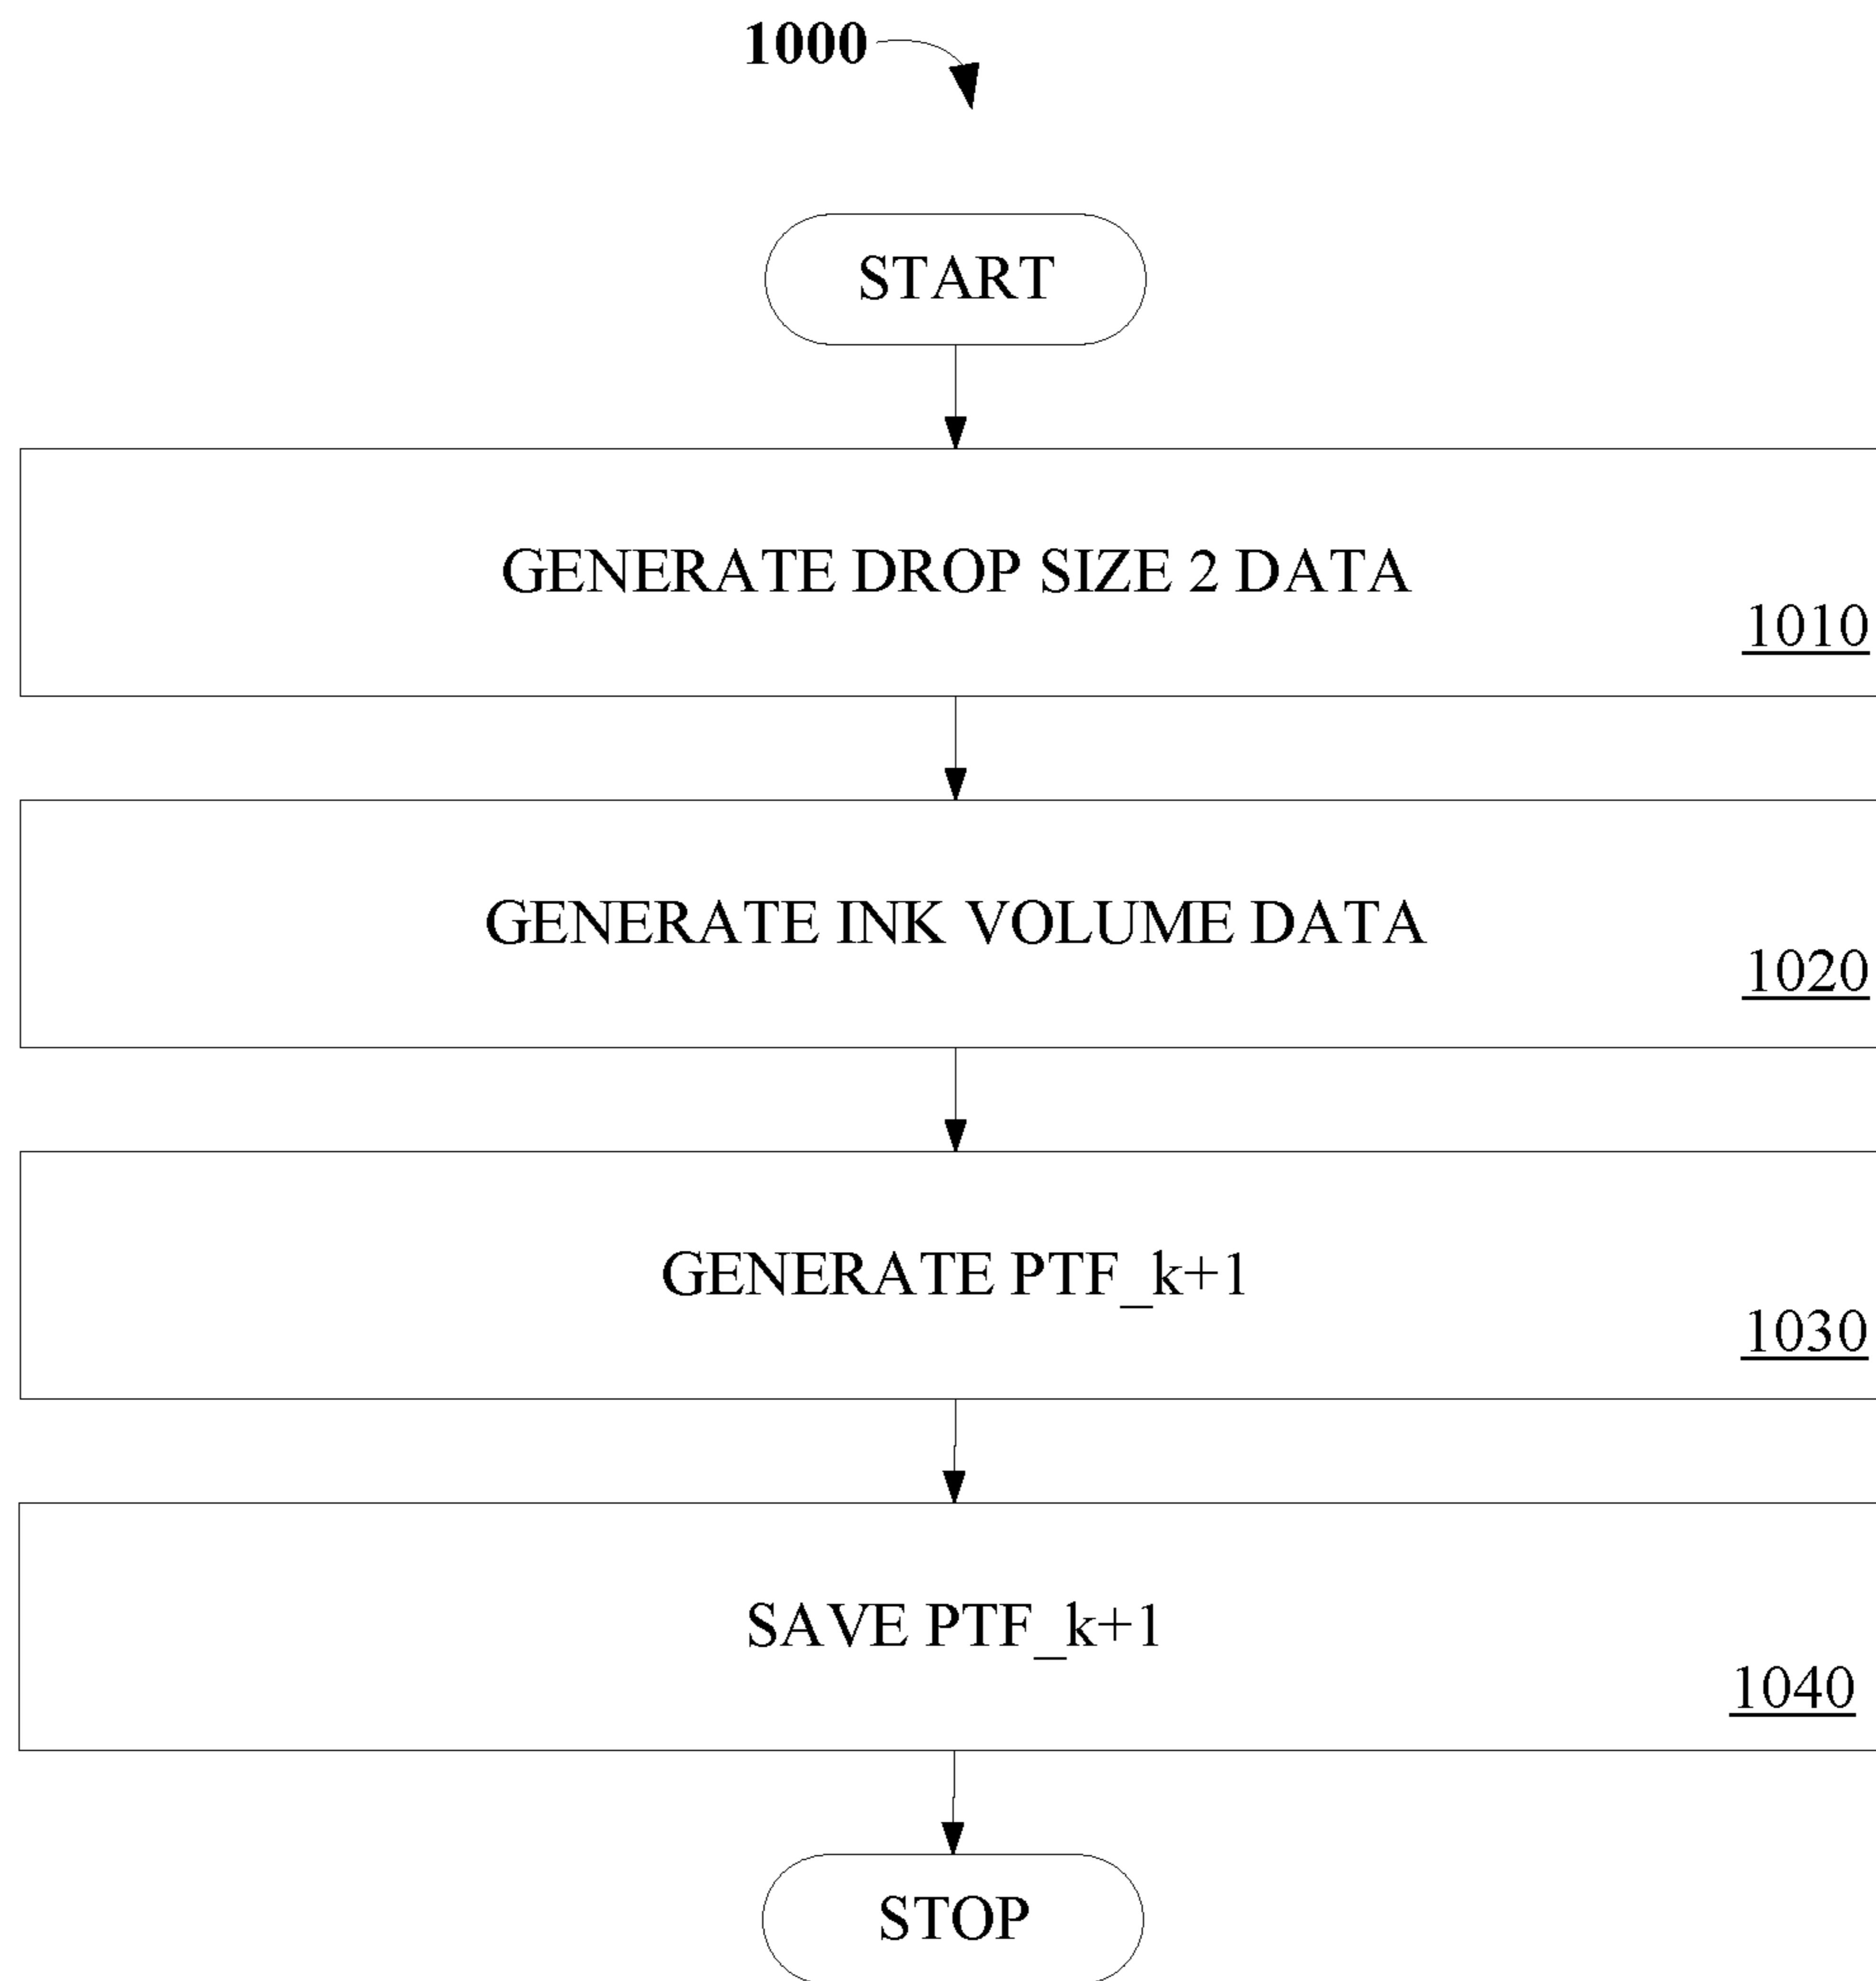 1000
START
GENERATE DROP SIZE 2 DATA
1010
GENERATE INK VOLUME DATA
1020
GENERATE PTF_k+1
1030
SAVE PTF_k+1
1040
STOP